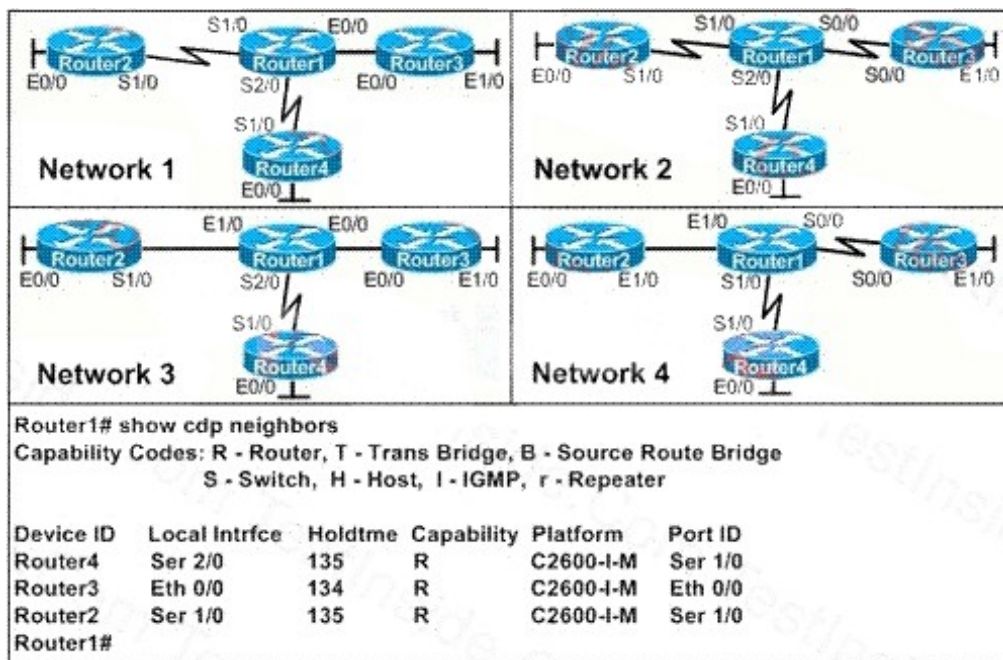 S1/0 E0/0
Router2 Router1 Router3
E0/0 S1/0 S2/0 E0/0 E1/0
S1/0
Router4
Network 1
E0/0
S1/0 S0/0
Router2 Router1 Router3
E0/0 S1/0 S2/0 S0/0 E1/0
S1/0
Router4
Network 2
E0/0
E1/0 E0/0
Router2 Router1 Router3
E0/0 S1/0 S2/0 E0/0 E1/0
S1/0
Router4
Network 3
E0/0
E1/0 S0/0
Router2 Router1 Router3
E0/0 E1/0 S1/0 S0/0 E1/0
S1/0
Router4
Network 4
E0/0
Router1# show cdp neighbors
Capability Codes: R - Router, T - Trans Bridge, B - Source Route Bridge
S - Switch, H - Host, I - IGMP, r - Repeater
Device ID Local Intrfce Holdtme Capability Platform Port ID
Router4 Ser 2/0 135 R C2600-I-M Ser 1/0
Router3 Eth 0/0 134 R C2600-I-M Eth 0/0
Router2 Ser 1/0 135 R C2600-I-M Ser 1/0
Router1#